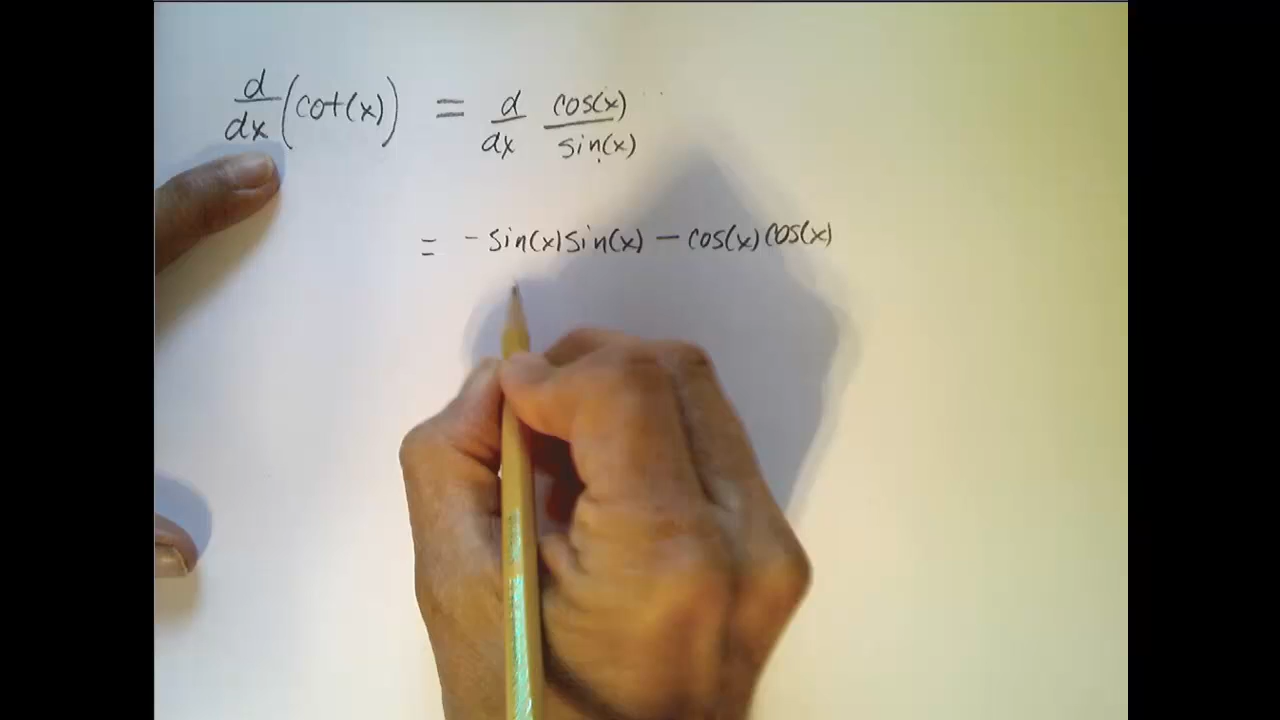 d/dx (cot(x)) = d/dx cos(x)/sin(x)
= - sin(x) sin(x) - cos(x) cos(x)